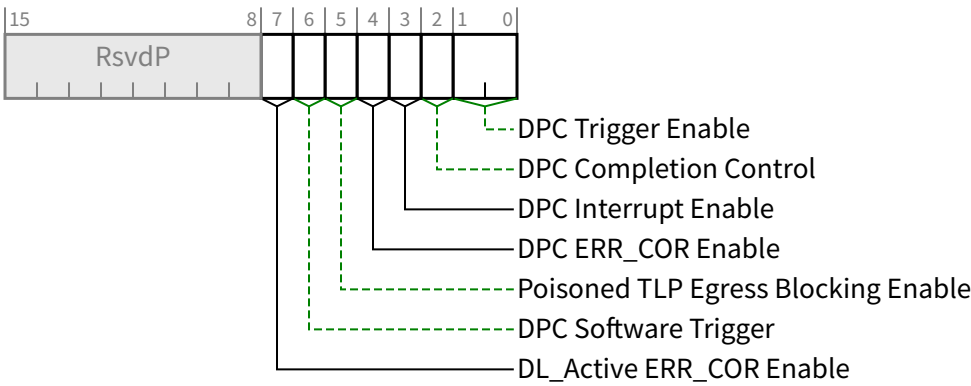 15 8 7 6 5 4 3 2 1 0
RsvdP
DPC Trigger Enable
DPC Completion Control
DPC Interrupt Enable
DPC ERR_COR Enable
Poisoned TLP Egress Blocking Enable
DPC Software Trigger
DL_Active ERR_COR Enable